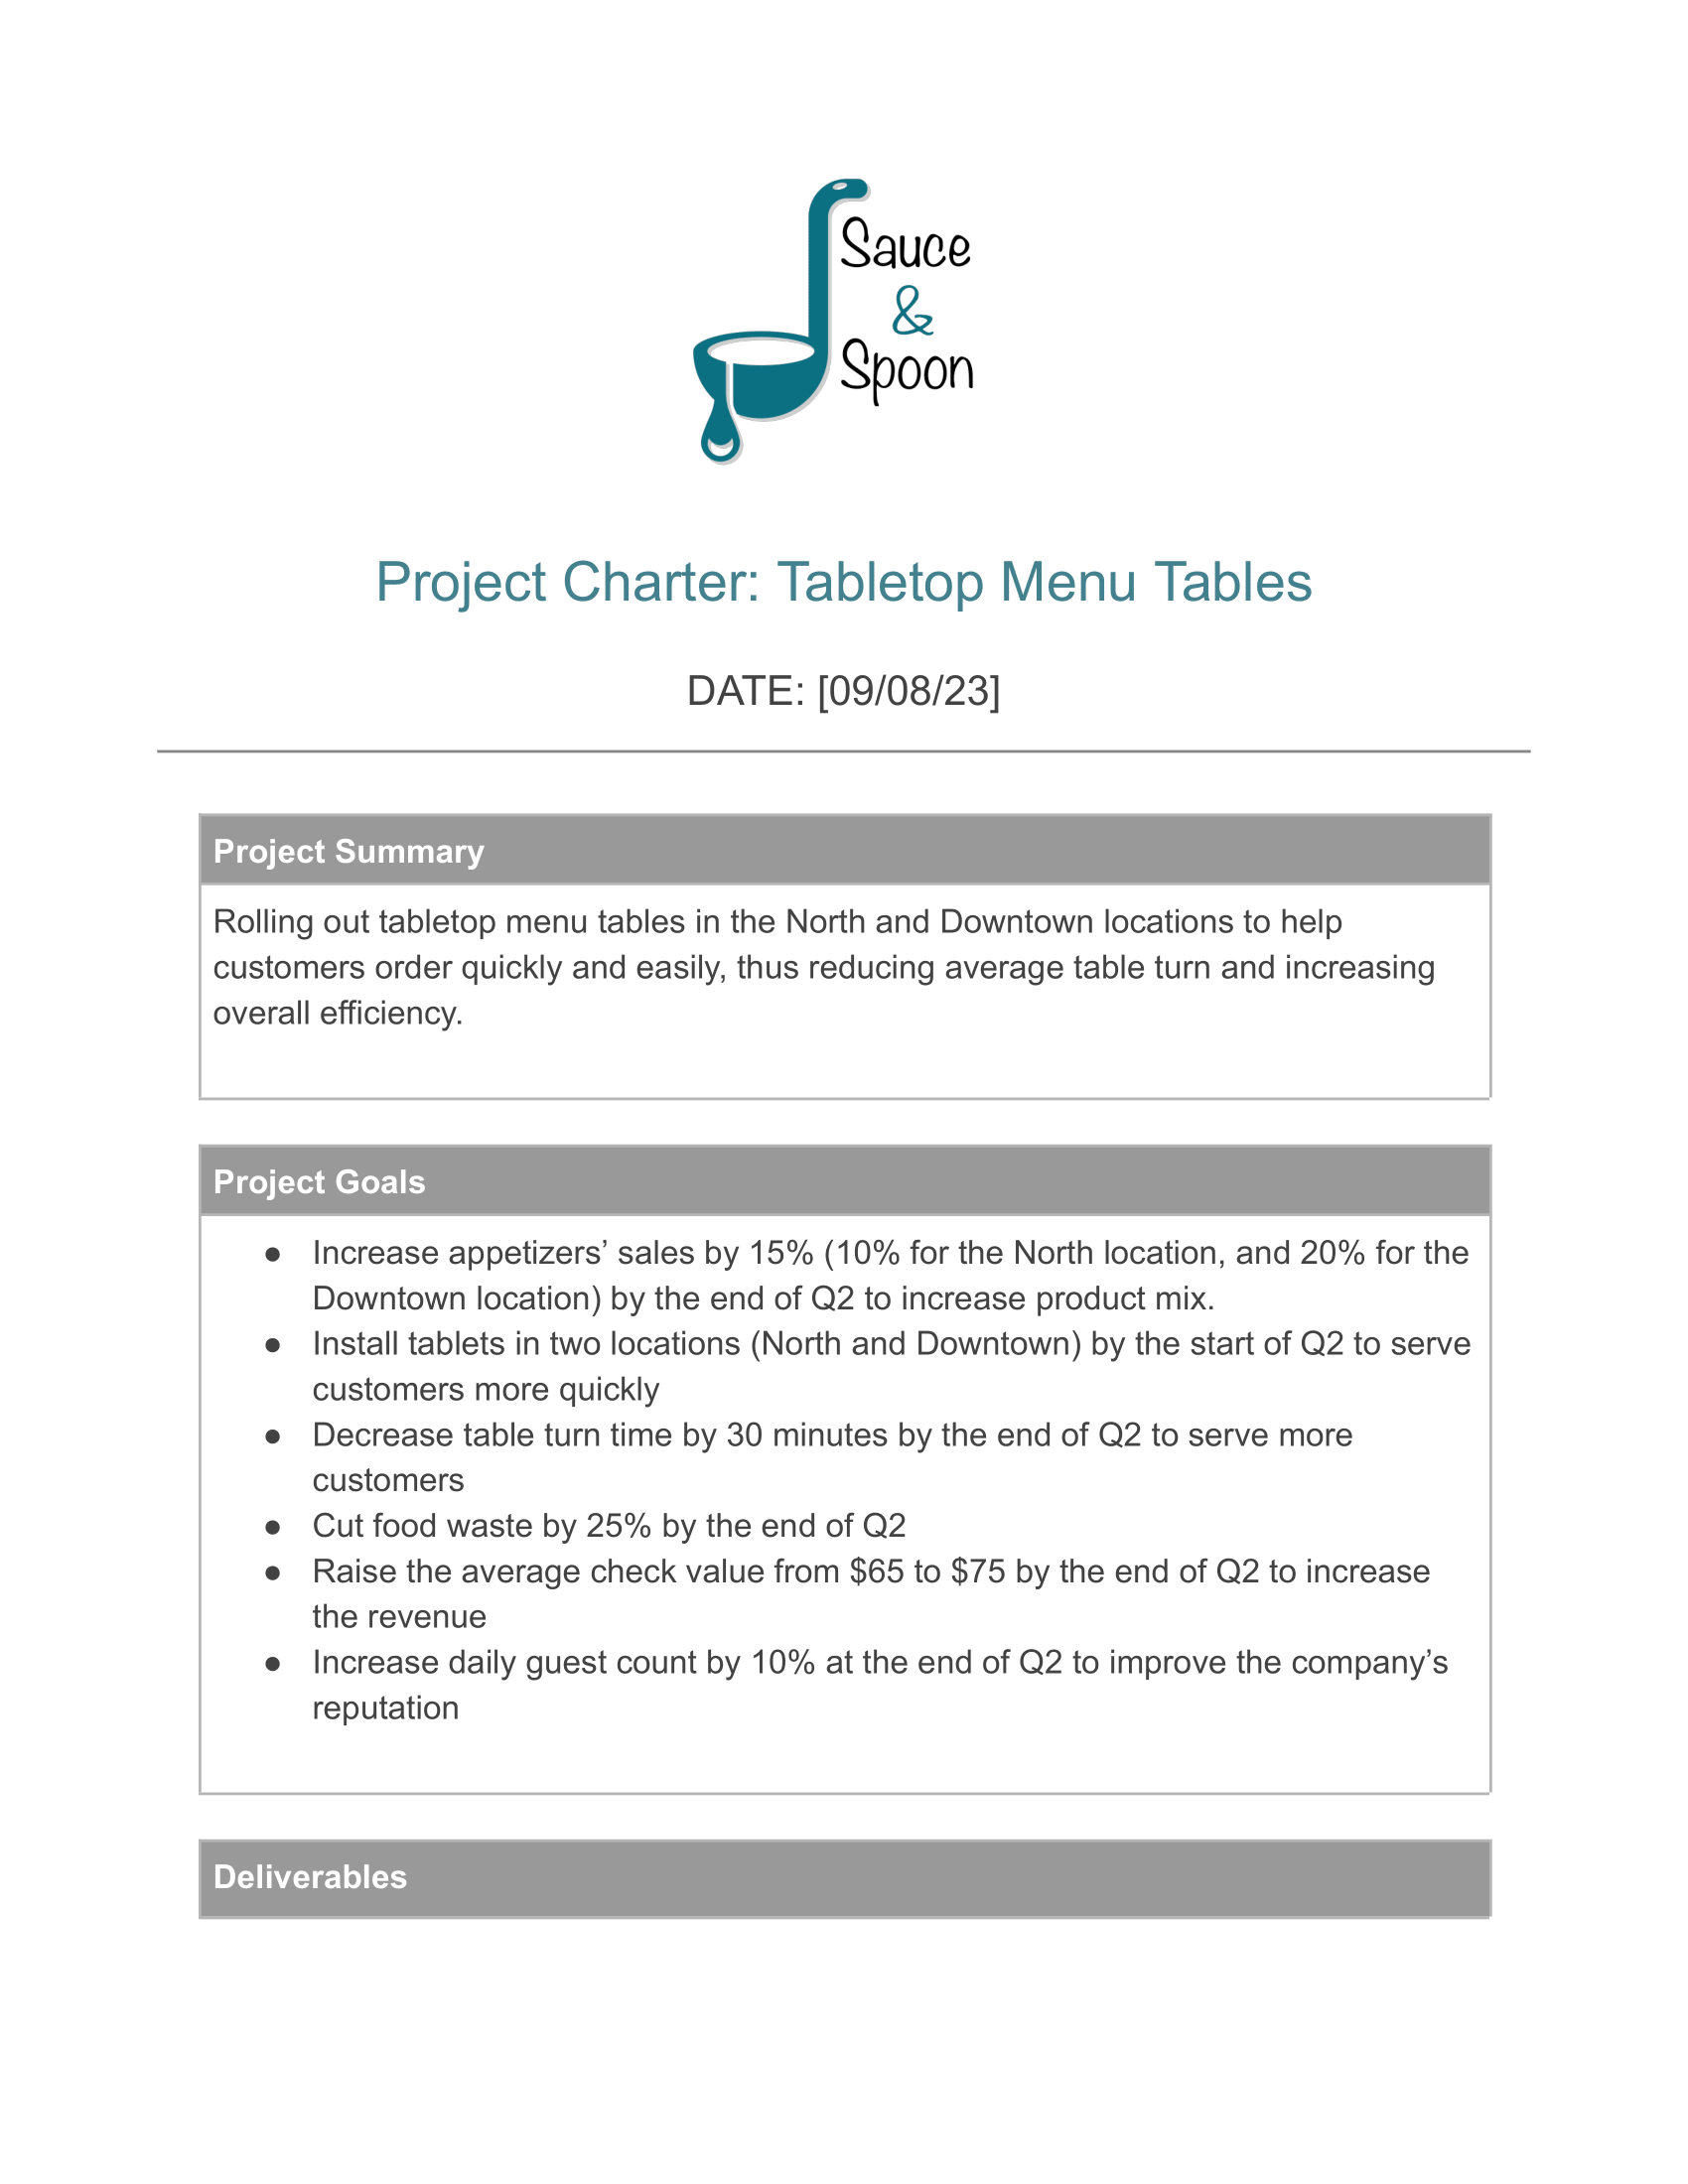 Sauce
&
Spoon
Project Charter: Tabletop Menu Tables
DATE: [09/08/23]
Project Summary
Rolling out tabletop menu tables in the North and Downtown locations to help
customers order quickly and easily, thus reducing average table turn and increasing
overall efficiency.
Project Goals
● Increase appetizers’ sales by 15% (10% for the North location, and 20% for the
Downtown location) by the end of Q2 to increase product mix.
● Install tablets in two locations (North and Downtown) by the start of Q2 to serve
customers more quickly
● Decrease table turn time by 30 minutes by the end of Q2 to serve more
customers
● Cut food waste by 25% by the end of Q2
● Raise the average check value from $65 to $75 by the end of Q2 to increase
the revenue
● Increase daily guest count by 10% at the end of Q2 to improve the company’s
reputation
Deliverables